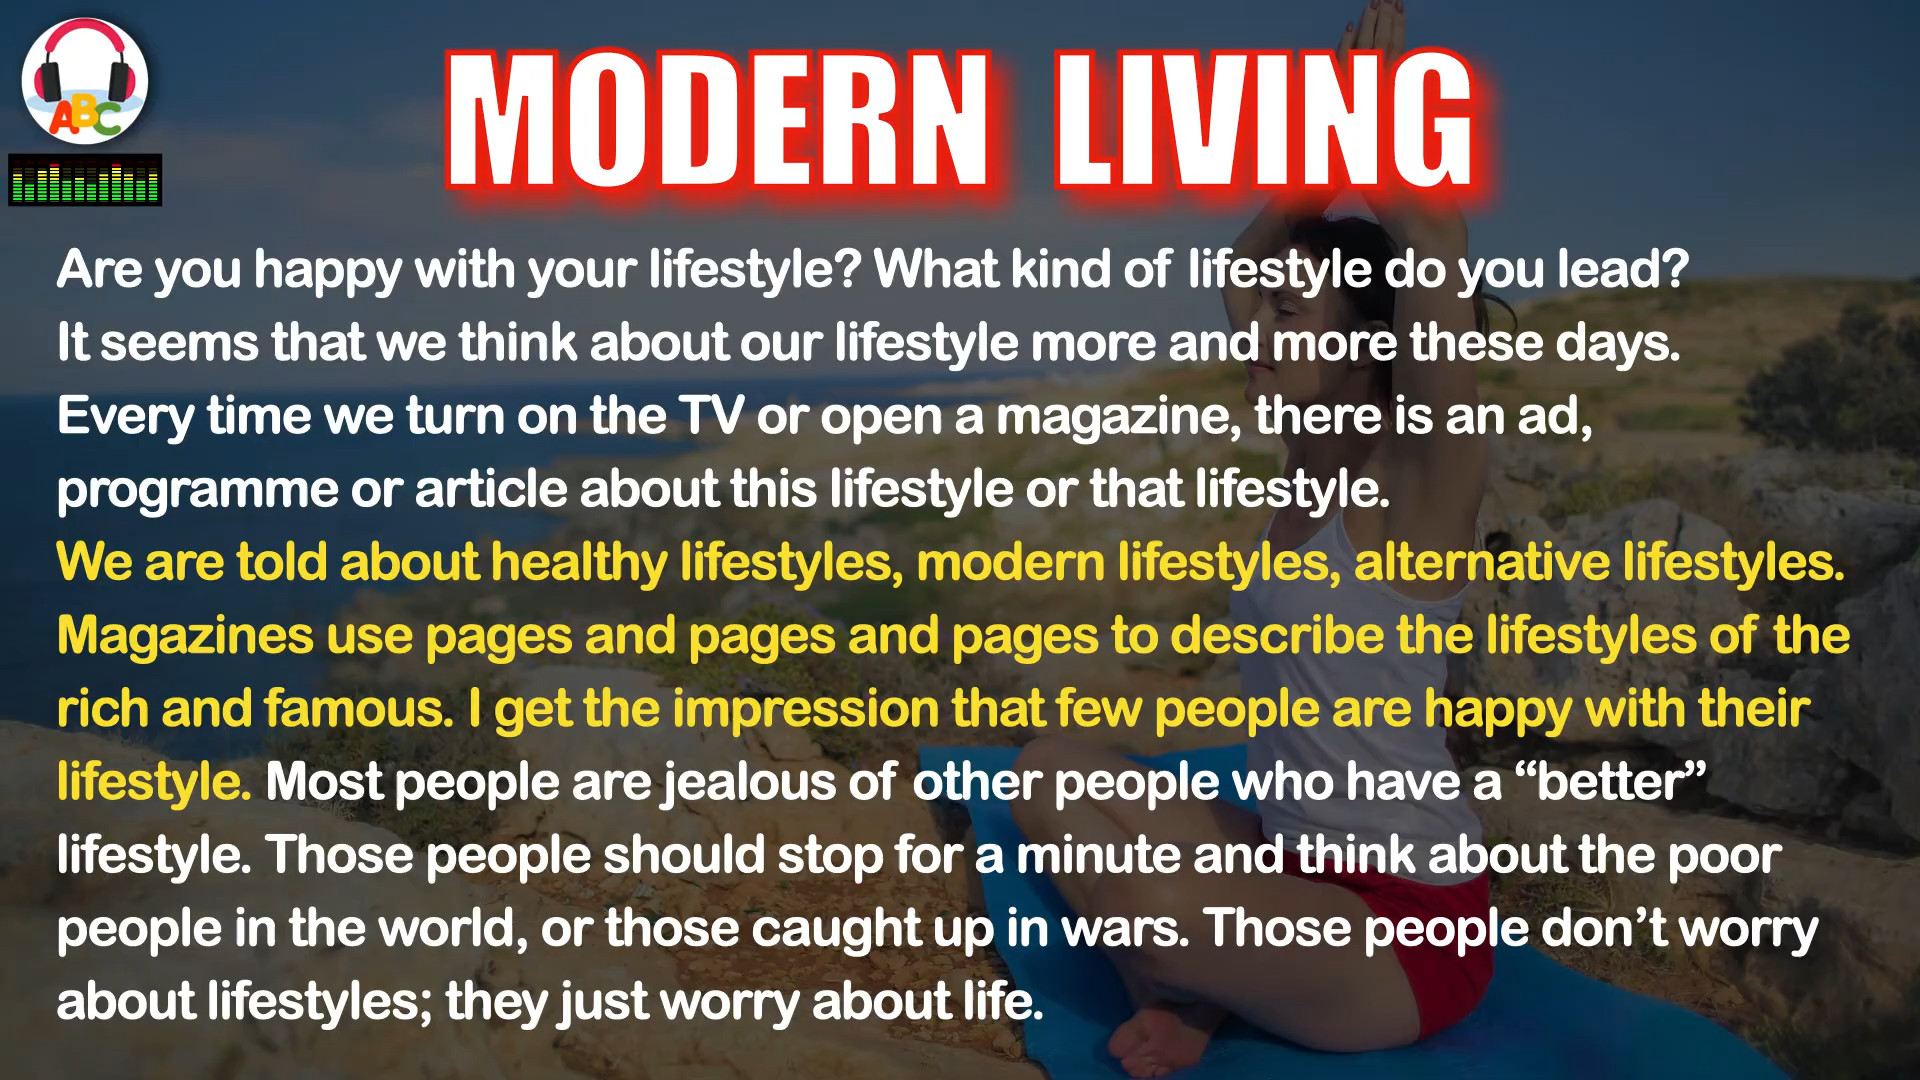 ABC
MODERN LIVING
Are you happy with your lifestyle? What kind of lifestyle do you lead?
It seems that we think about our lifestyle more and more these days.
Every time we turn on the TV or open a magazine, there is an ad,
programme or article about this lifestyle or that lifestyle.
We are told about healthy lifestyles, modern lifestyles, alternative lifestyles.
Magazines use pages and pages and pages to describe the lifestyles of the
rich and famous. I get the impression that few people are happy with their
lifestyle. Most people are jealous of other people who have a “better”
lifestyle. Those people should stop for a minute and think about the poor
people in the world, or those caught up in wars. Those people don’t worry
about lifestyles; they just worry about life.